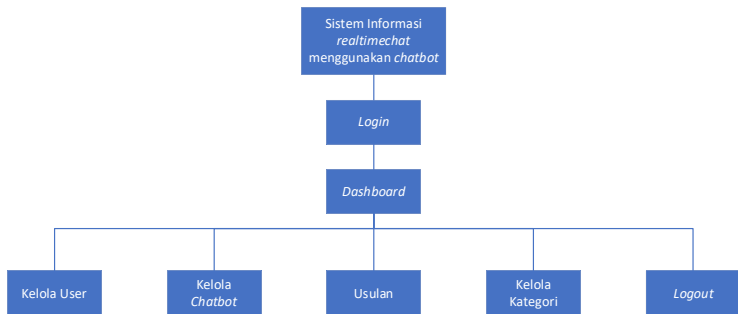 Sistem Informasi
realtimechat
menggunakan chatbot
Login
Dashboard
Kelola User
Kelola
Chatbot
Usulan
Kelola
Kategori
Logout